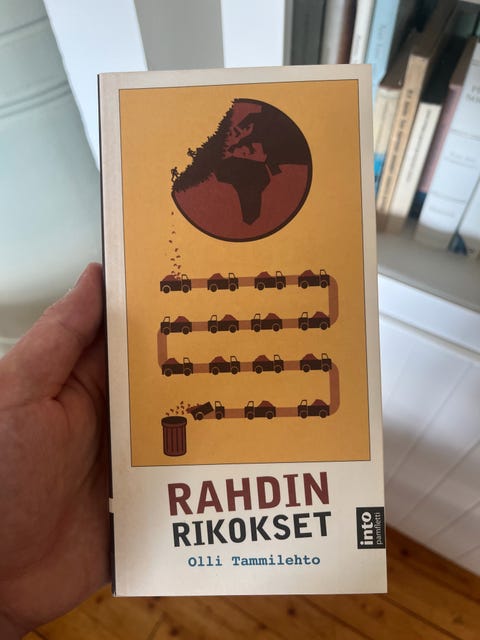 RAHDIN
RIKOKSET
Olli Tammilehto
into
pamfletti